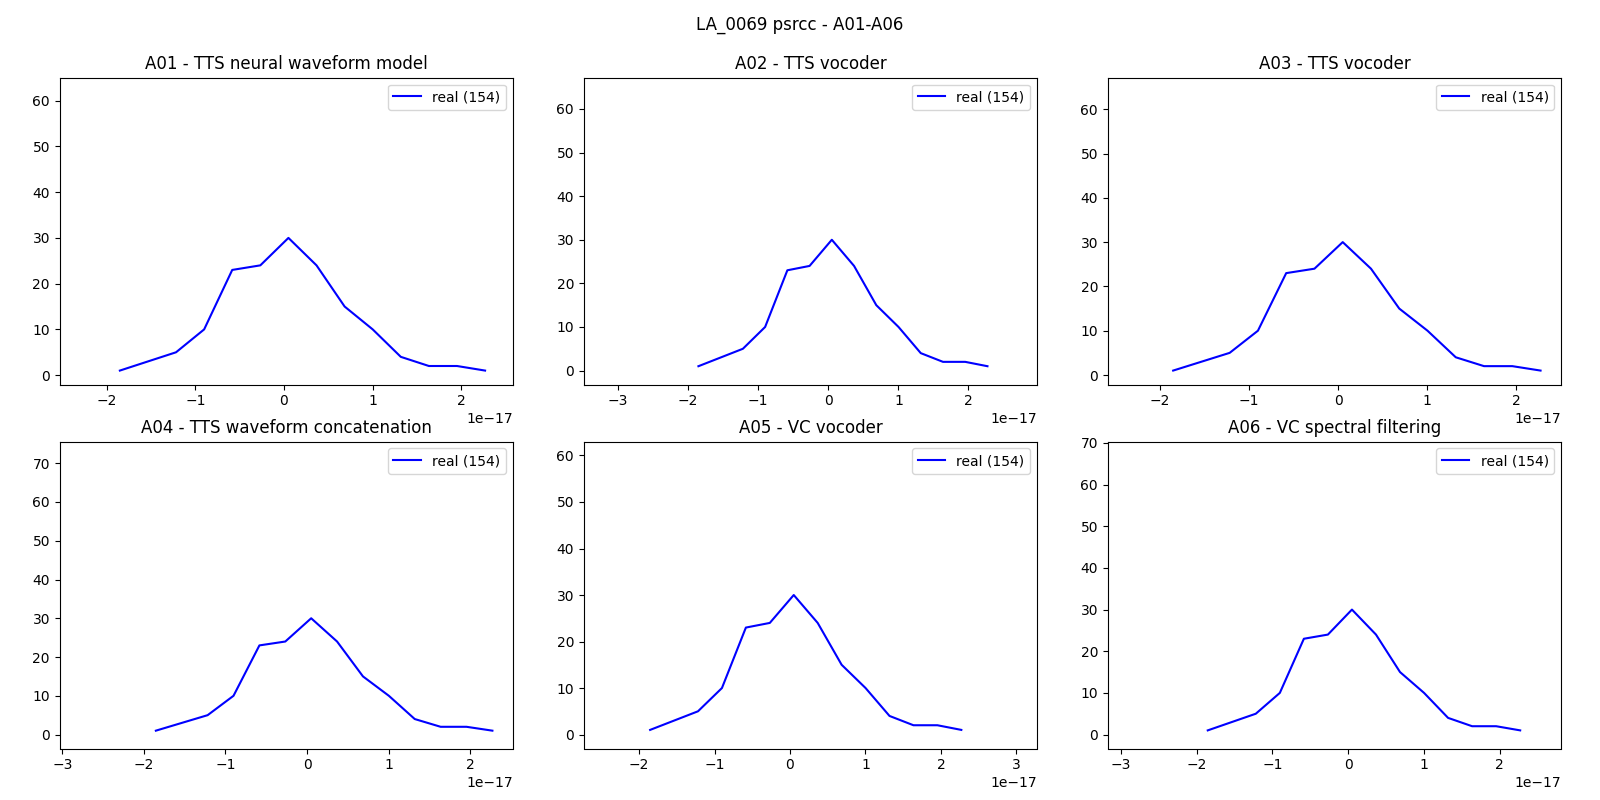 LA_0069 psrcc - A01-A06
A01 - TTS neural waveform model
real (154)
60
50
40
30
20
10
0
−2 −1 0 1 2
1e−17
A02 - TTS vocoder
real (154)
60
50
40
30
20
10
0
−3 −2 −1 0 1 2
1e−17
A03 - TTS vocoder
real (154)
60
50
40
30
20
10
0
−2 −1 0 1 2
1e−17
A04 - TTS waveform concatenation
real (154)
70
60
50
40
30
20
10
0
−3 −2 −1 0 1 2
1e−17
A05 - VC vocoder
real (154)
60
50
40
30
20
10
0
−2 −1 0 1 2 3
1e−17
A06 - VC spectral filtering
real (154)
70
60
50
40
30
20
10
0
−3 −2 −1 0 1 2
1e−17